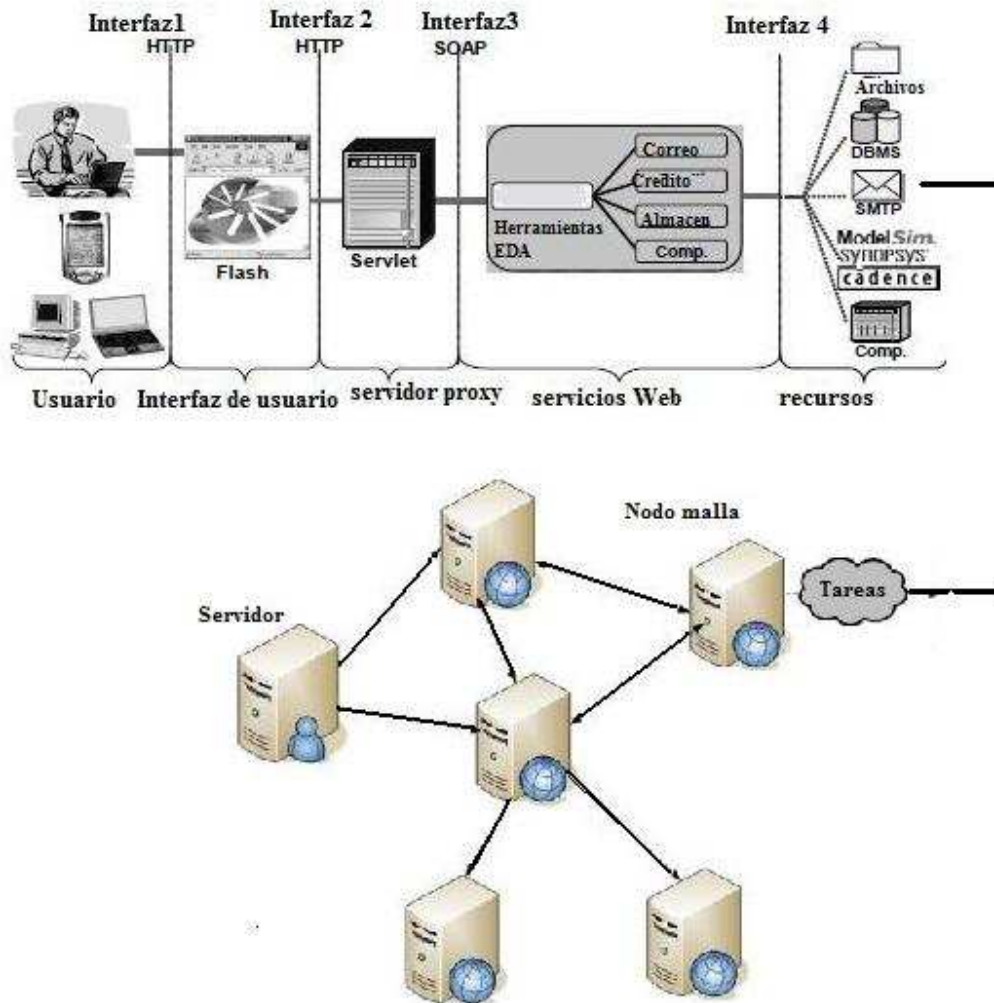 Interfaz1
HTTP
Interfaz 2
HTTP
Interfaz3
SOAP
Interfaz 4
Archivos
DBMS
SMTP
ModelSim.
SYNOPSYS
cadence
Comp.
Flash
Servlet
Herramientas
EDA
Correo
Credito
Almacen
Comp.
Usuario
Interfaz de usuario
servidor proxy
servicios Web
recursos
Nodo malla
Servidor
Tareas